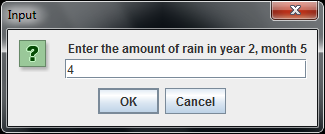 Input
Enter the amount of rain in year 2, month 5
?
4
OK
Cancel